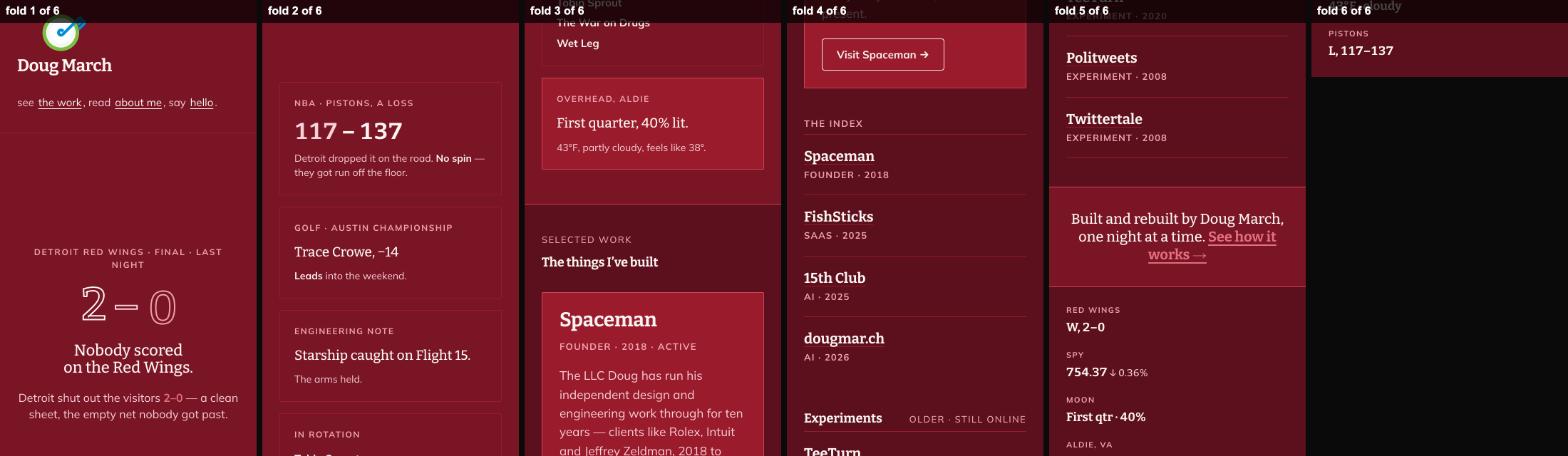 fold 1 of 6
Doug March
see the work, read about me, say hello.
DETROIT RED WINGS · FINAL · LAST
NIGHT
2 – 0
Nobody scored
on the Red Wings.
Detroit shut out the visitors 2–0 — a clean
sheet, the empty net nobody got past.
fold 2 of 6
NBA · PISTONS, A LOSS
117 – 137
Detroit dropped it on the road. No spin —
they got run off the floor.
GOLF · AUSTIN CHAMPIONSHIP
Trace Crowe, −14
Leads into the weekend.
ENGINEERING NOTE
Starship caught on Flight 15.
The arms held.
IN ROTATION
fold 3 of 6
Tobin Sprout
The War on Drugs
Wet Leg
OVERHEAD, ALDIE
First quarter, 40% lit.
43°F, partly cloudy, feels like 38°.
SELECTED WORK
The things I've built
Spaceman
FOUNDER · 2018 · ACTIVE
The LLC Doug has run his
independent design and
engineering work through for ten
years — clients like Rolex, Intuit
and Jeffrey Zeldman, 2018 to
fold 4 of 6
present.
Visit Spaceman →
THE INDEX
Spaceman
FOUNDER · 2018
FishSticks
SAAS · 2025
15th Club
AI · 2025
dougmar.ch
AI · 2026
Experiments OLDER · STILL ONLINE
TeeTurn
fold 5 of 6
EXPERIMENT · 2020
Politweets
EXPERIMENT · 2008
Twittertale
EXPERIMENT · 2008
Built and rebuilt by Doug March,
one night at a time. See how it
works →
RED WINGS
W, 2–0
SPY
754.37 ↓ 0.36%
MOON
First qtr · 40%
ALDIE, VA
fold 6 of 6
43°F, cloudy
PISTONS
L, 117–137